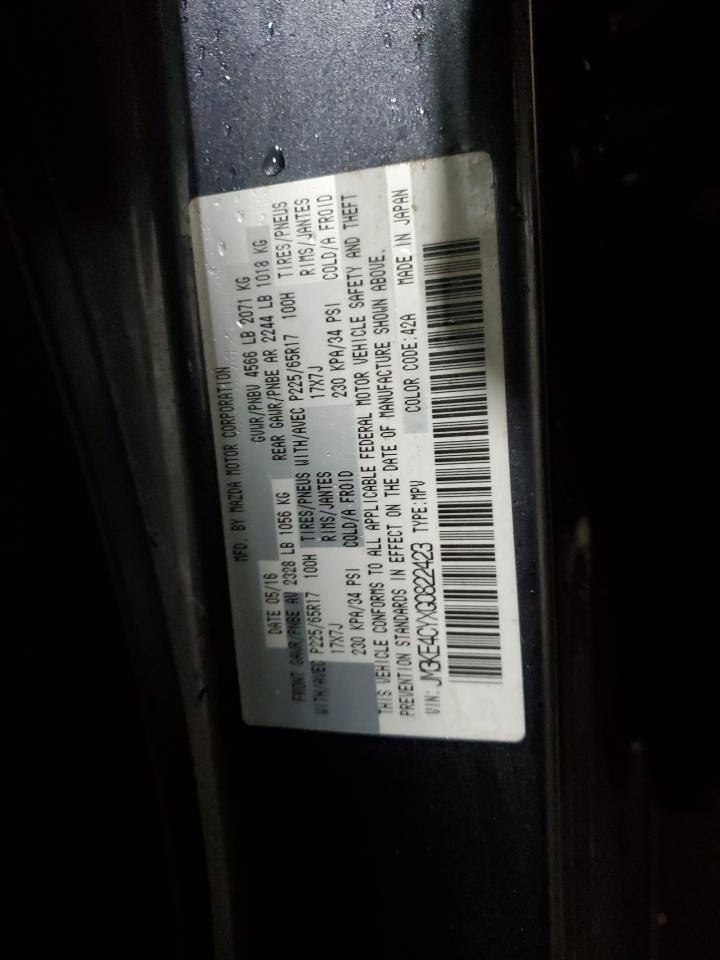 MFD. BY MAZDA MOTOR CORPORATION
DATE 05/16 GVWR/PNBV 4566 LB 2071 KG
FRONT GAWR/PNBE AV 2328 LB 1056 KG REAR GAWR/PNBE AR 2244 LB 1018 KG
WITH/AVEC P225/65R17 100H TIRES/PNEUS WITH/AVEC P225/65R17 100H TIRES/PNEUS
17X7J RIMS/JANTES 17X7J RIMS/JANTES
230 KPA/34 PSI COLD/A FROID 230 KPA/34 PSI COLD/A FROID
THIS VEHICLE CONFORMS TO ALL APPLICABLE FEDERAL MOTOR VEHICLE SAFETY AND THEFT
PREVENTION STANDARDS IN EFFECT ON THE DATE OF MANUFACTURE SHOWN ABOVE.
VIN: JM3KE4CYXG0822423 TYPE:MPV COLOR CODE:42A MADE IN JAPAN